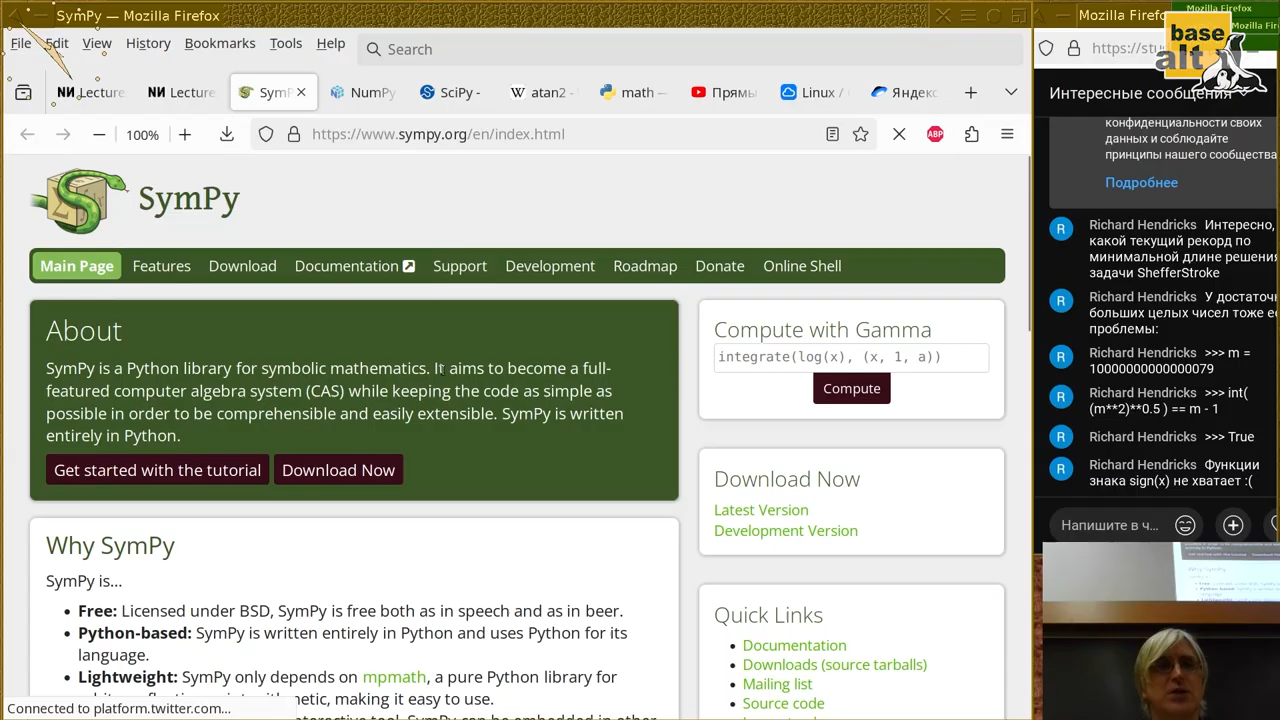 SymPy — Mozilla Firefox
File Edit View History Bookmarks Tools Help
Search
Lecture
Lecture
SymP
NumPy
SciPy -
atan2 -
math —
Прямы
Linux /
Яндекс
100%
https://www.sympy.org/en/index.html
ABP
SymPy
Main Page Features Download Documentation Support Development Roadmap Donate Online Shell
About
SymPy is a Python library for symbolic mathematics. It aims to become a full-
featured computer algebra system (CAS) while keeping the code as simple as
possible in order to be comprehensible and easily extensible. SymPy is written
entirely in Python.
Get started with the tutorial Download Now
Why SymPy
SymPy is...
Free: Licensed under BSD, SymPy is free both as in speech and as in beer.
Python-based: SymPy is written entirely in Python and uses Python for its
language.
Lightweight: SymPy only depends on mpmath, a pure Python library for
making it easy to use.
Connected to platform.twitter.com...
Compute with Gamma
integrate(log(x), (x, 1, a))
Compute
Download Now
Latest Version
Development Version
Quick Links
Documentation
Downloads (source tarballs)
Mailing list
Source code
Mozilla Firefo
Mozilla Firefox
Mozilla Fire
base
alt
https://stu
Интересные сообщения
конфиденциальности своих
данных и соблюдайте
принципы нашего сообщества
Подробнее
Richard Hendricks Интересно,
какой текущий рекорд по
минимальной длине решения
задачи ShefferStroke
Richard Hendricks У достаточн
больших целых чисел тоже ес
проблемы:
Richard Hendricks >>> m =
10000000000000079
Richard Hendricks >>> int(
(m**2)**0.5 ) == m - 1
Richard Hendricks >>> True
Richard Hendricks Функции
знака sign(x) не хватает :(
Напишите в ч...